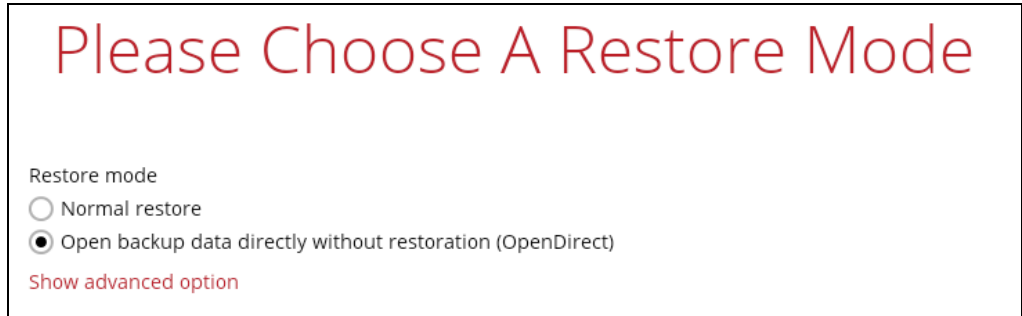 Please Choose A Restore Mode
Restore mode
Normal restore
Open backup data directly without restoration (OpenDirect)
Show advanced option